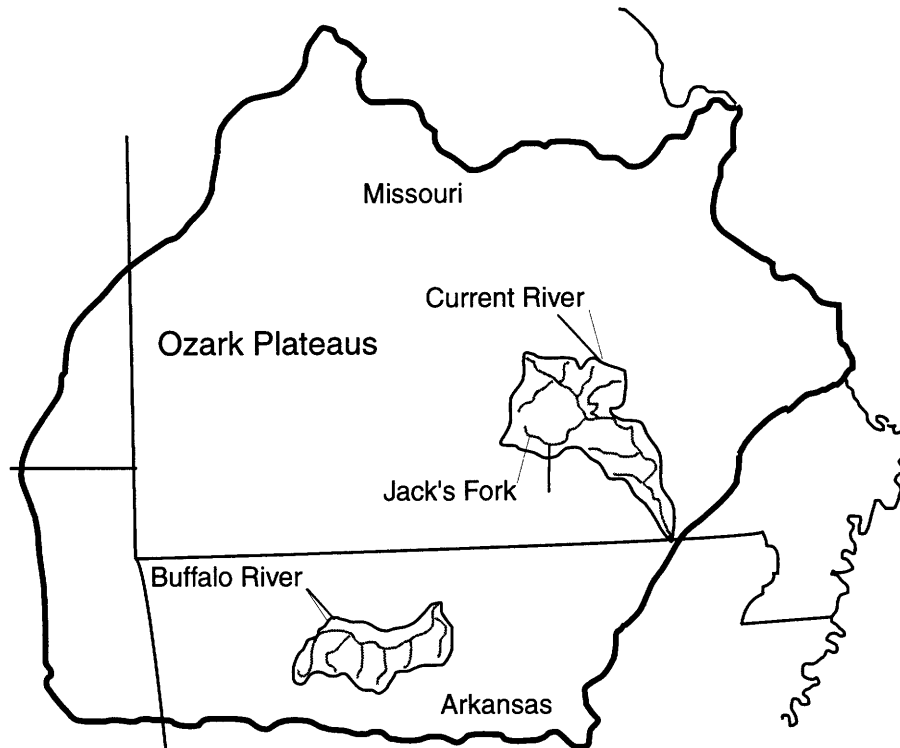 Missouri
Current River
Ozark Plateaus
Jack's Fork
Buffalo River
Arkansas